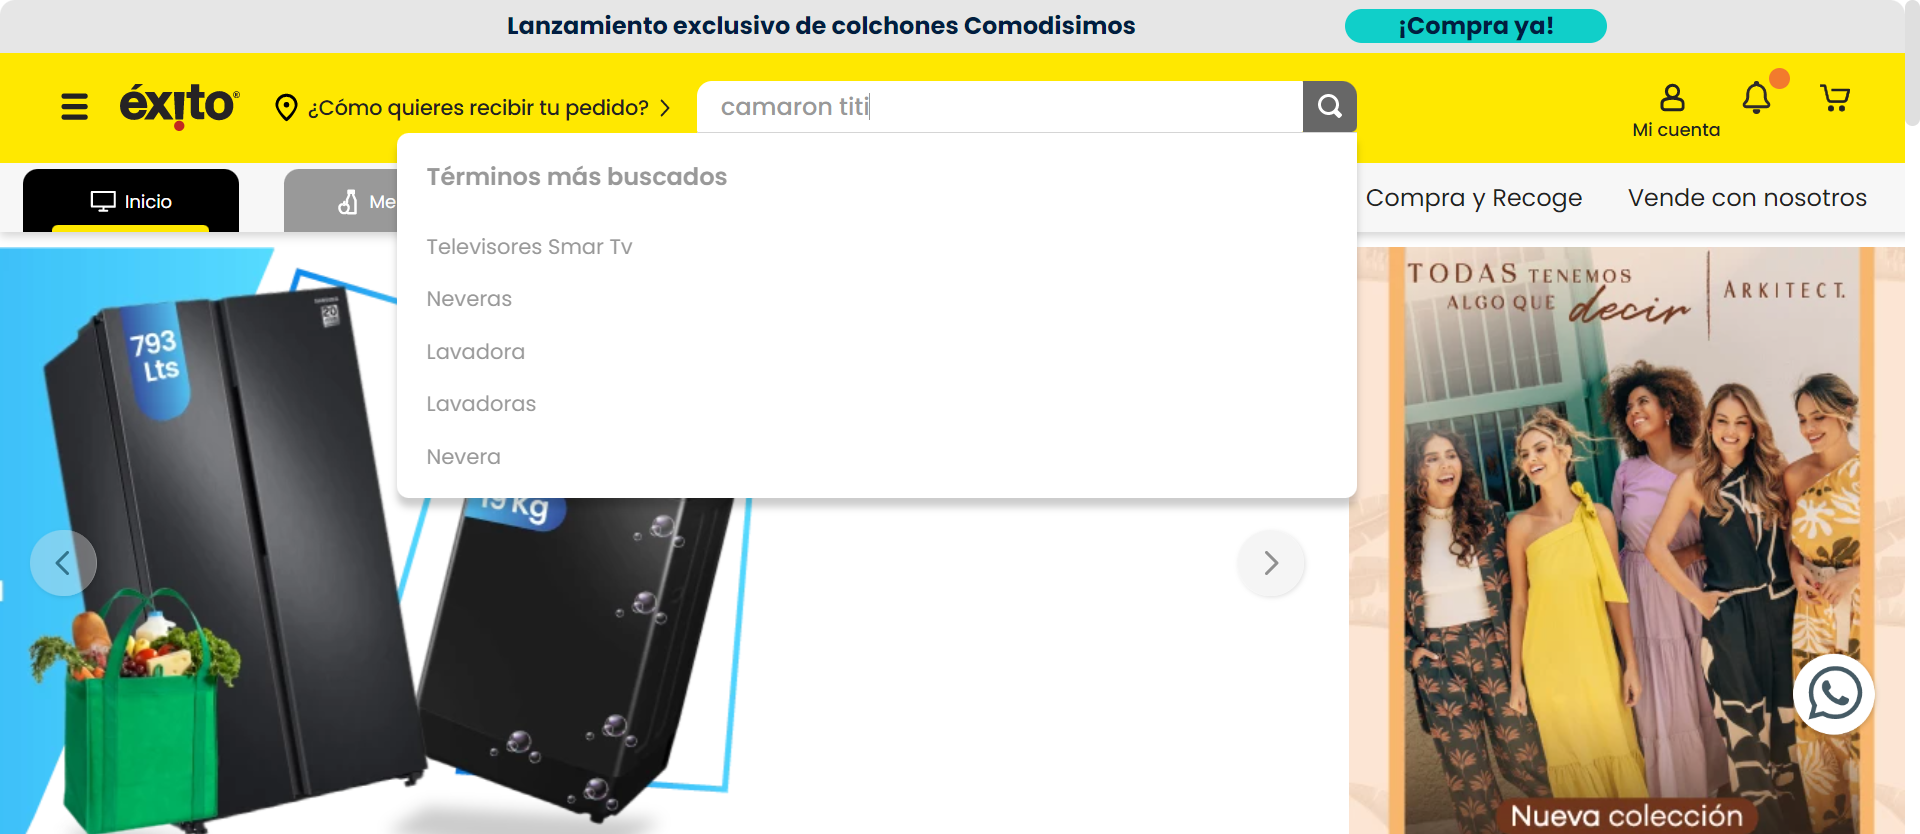 Lanzamiento exclusivo de colchones Comodisimos
¡Compra ya!
éxito®
¿Cómo quieres recibir tu pedido?
camaron titi
Mi cuenta
Inicio
Me
Términos más buscados
Televisores Smar Tv
Neveras
Lavadora
Lavadoras
Nevera
Compra y Recoge
Vende con nosotros
793
Lts
20
19 kg
TODAS TENEMOS
ALGO QUE decir
ARKITECT.
Nueva colección